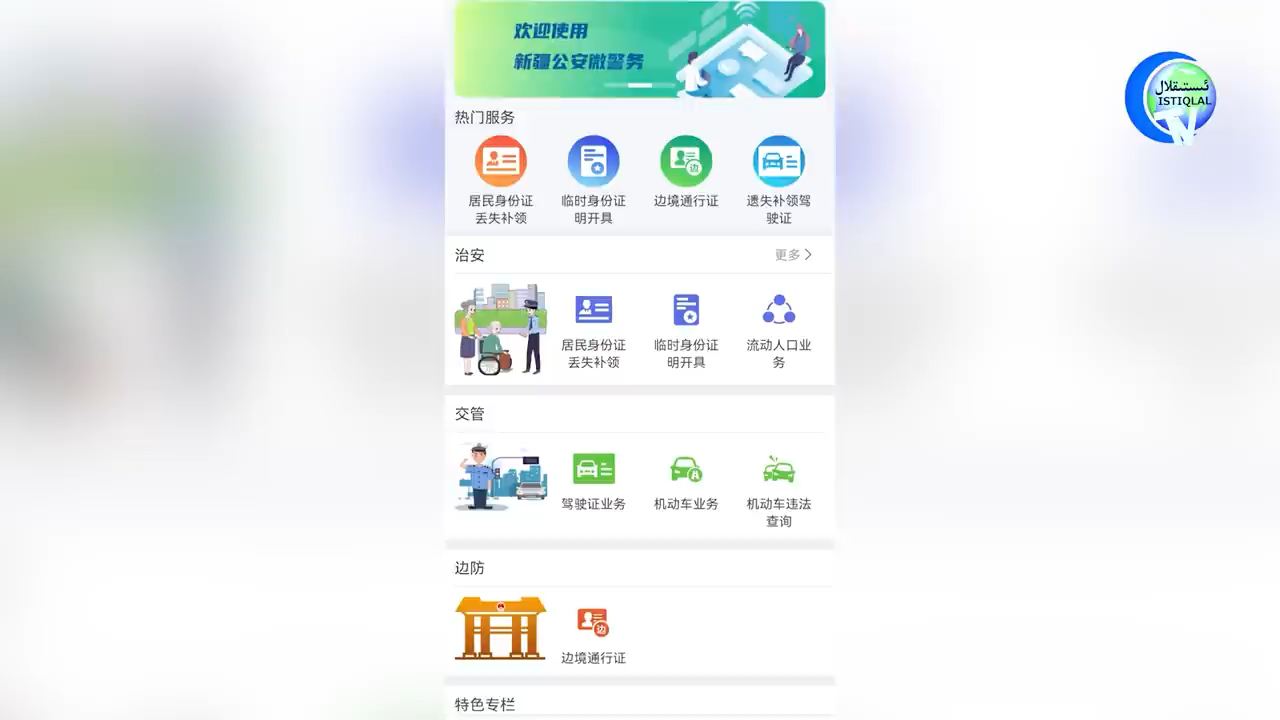 欢迎使用
新疆公安微警务
ئىستىقلال
ISTIQLAL
TV
热门服务
居民身份证
丢失补领
临时身份证
明开具
边境通行证
遗失补领驾
驶证
治安
更多
居民身份证
丢失补领
临时身份证
明开具
流动人口业
务
交管
驾驶证业务
机动车业务
机动车违法
查询
边防
边
边境通行证
特色专栏